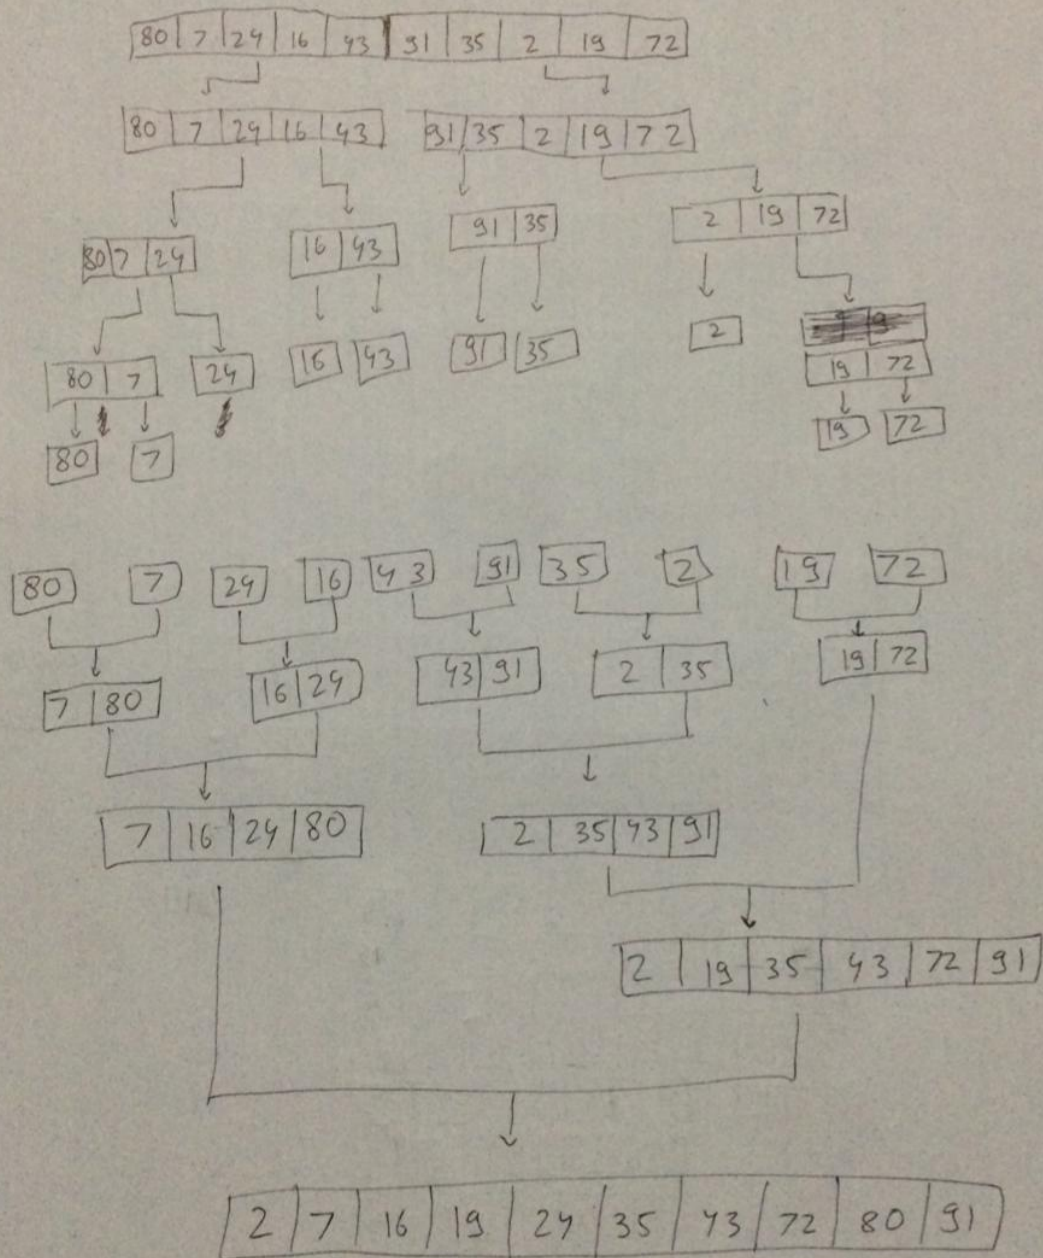 80 7 24 16 43 91 35 2 19 72
80 7 24 16 43 91 35 2 19 72
80 7 24 16 43 91 35 2 19 72
80 7 24 16 43 91 35 2
19 72
80 7 19 72
80 7 24 16 43 91 35 2 19 72
7 80 16 24 43 91 2 35 19 72
7 16 24 80 2 35 43 91
2 19 35 43 72 91
2 7 16 19 24 35 43 72 80 91